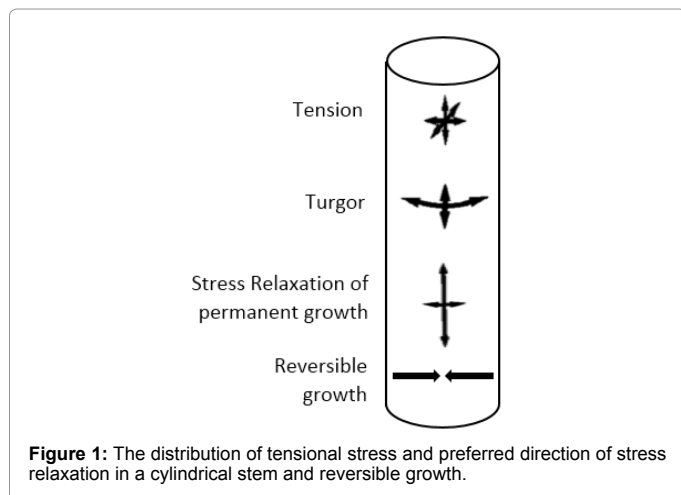 Tension
Turgor
Stress Relaxation of
permanent growth
Reversible
growth
Figure 1: The distribution of tensional stress and preferred direction of stress
relaxation in a cylindrical stem and reversible growth.